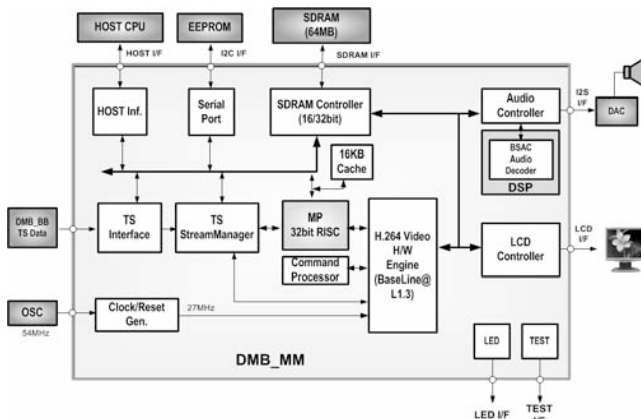 HOST CPU
EEPROM
SDRAM
(64MB)
HOST I/F
I2C I/F
SDRAM I/F
HOST Inf.
Serial
Port
SDRAM Controller
(16/32bit)
Audio
Controller
I2S
I/F
DAC
BSAC
Audio
Decoder
DSP
16KB
Cache
DMB_BB
TS Data
TS
Interface
TS
StreamManager
MP
32bit RISC
Command
Processor
H.264 Video
H/W
Engine
(BaseLine@
L1.3)
LCD
Controller
LCD
I/F
OSC
54MHz
Clock/Reset
Gen.
27MHz
DMB_MM
LED
TEST
LED I/F
TEST
I/F